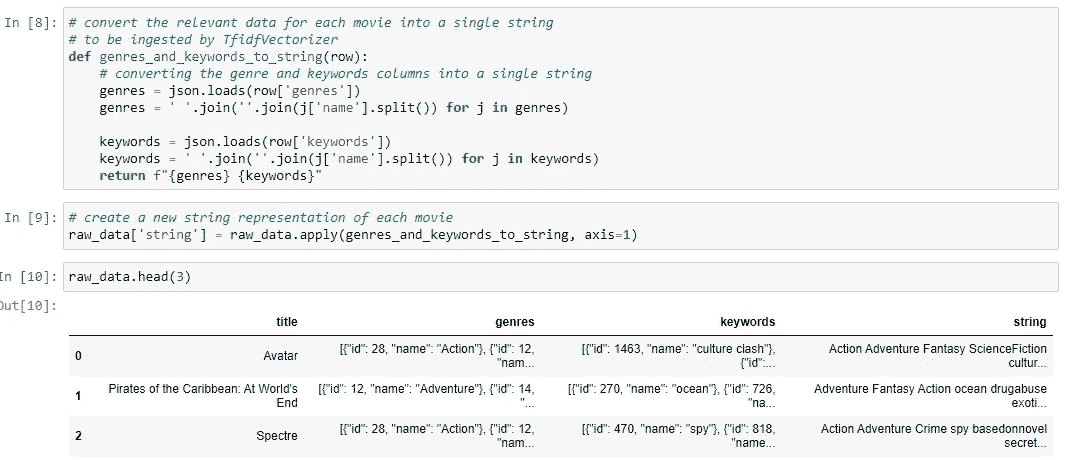 In [8]: # convert the relevant data for each movie into a single string
# to be ingested by TfidfVectorizer
def genres_and_keywords_to_string(row):
    # converting the genre and keywords columns into a single string
    genres = json.loads(row['genres'])
    genres = ' '.join(''.join(j['name'].split()) for j in genres)

    keywords = json.loads(row['keywords'])
    keywords = ' '.join(''.join(j['name'].split()) for j in keywords)
    return f"{genres} {keywords}"
In [9]: # create a new string representation of each movie
raw_data['string'] = raw_data.apply(genres_and_keywords_to_string, axis=1)
In [10]: raw_data.head(3)
Out[10]:
title genres keywords string
0 Avatar [{"id": 28, "name": "Action"}, {"id": 12, "nam... [{"id": 1463, "name": "culture clash"}, {"id":... Action Adventure Fantasy ScienceFiction cultur...
1 Pirates of the Caribbean: At World's End [{"id": 12, "name": "Adventure"}, {"id": 14, "... [{"id": 270, "name": "ocean"}, {"id": 726, "na... Adventure Fantasy Action ocean drugabuse exoti...
2 Spectre [{"id": 28, "name": "Action"}, {"id": 12, "nam... [{"id": 470, "name": "spy"}, {"id": 818, "name... Action Adventure Crime spy basedonnovel secret...